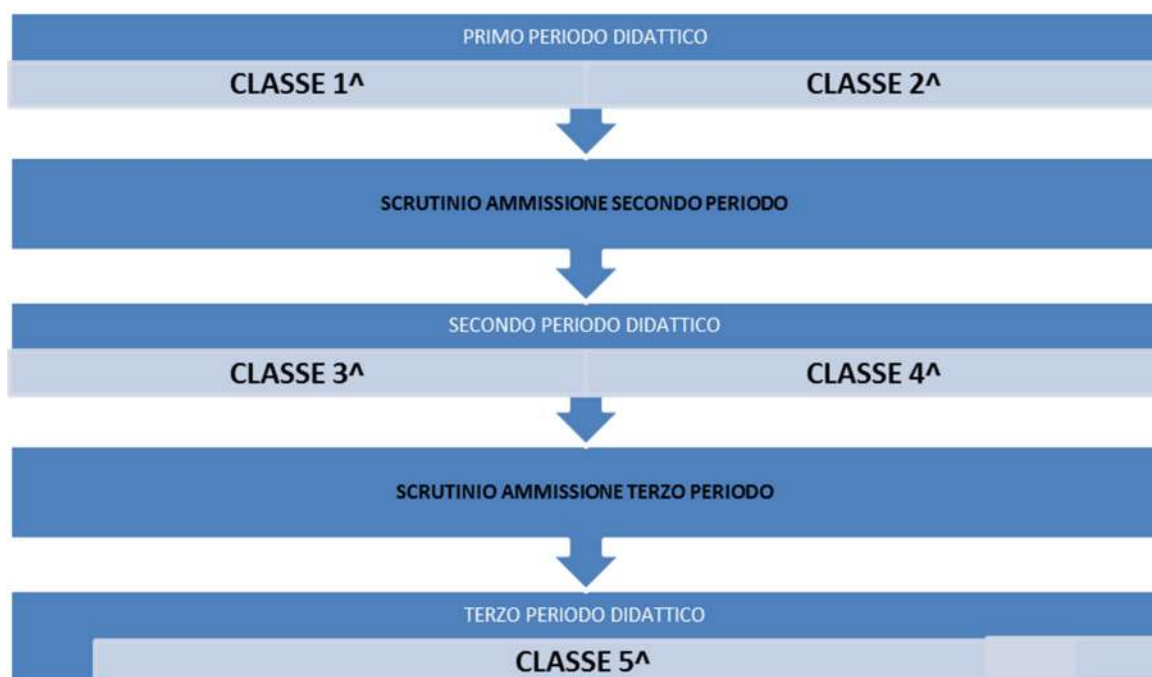 PRIMO PERIODO DIDATTICO
CLASSE 1^ CLASSE 2^
SCRUTINIO AMMISSIONE SECONDO PERIODO
SECONDO PERIODO DIDATTICO
CLASSE 3^ CLASSE 4^
SCRUTINIO AMMISSIONE TERZO PERIODO
TERZO PERIODO DIDATTICO
CLASSE 5^